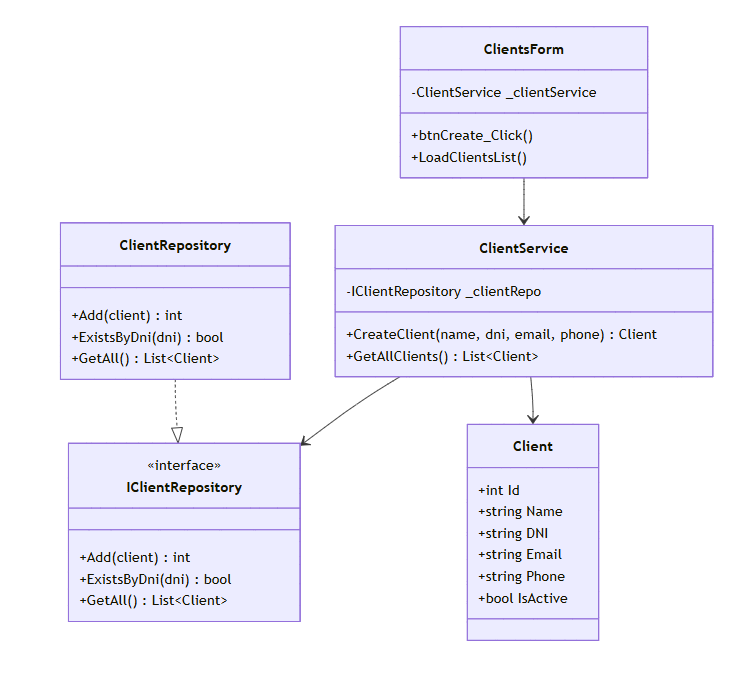 ClientsForm
-ClientService _clientService
+btnCreate_Click()
+LoadClientsList()
ClientRepository
+Add(client) : int
+ExistsByDni(dni) : bool
+GetAll() : List<Client>
ClientService
-IClientRepository _clientRepo
+CreateClient(name, dni, email, phone) : Client
+GetAllClients() : List<Client>
«interface»
IClientRepository
+Add(client) : int
+ExistsByDni(dni) : bool
+GetAll() : List<Client>
Client
+int Id
+string Name
+string DNI
+string Email
+string Phone
+bool IsActive